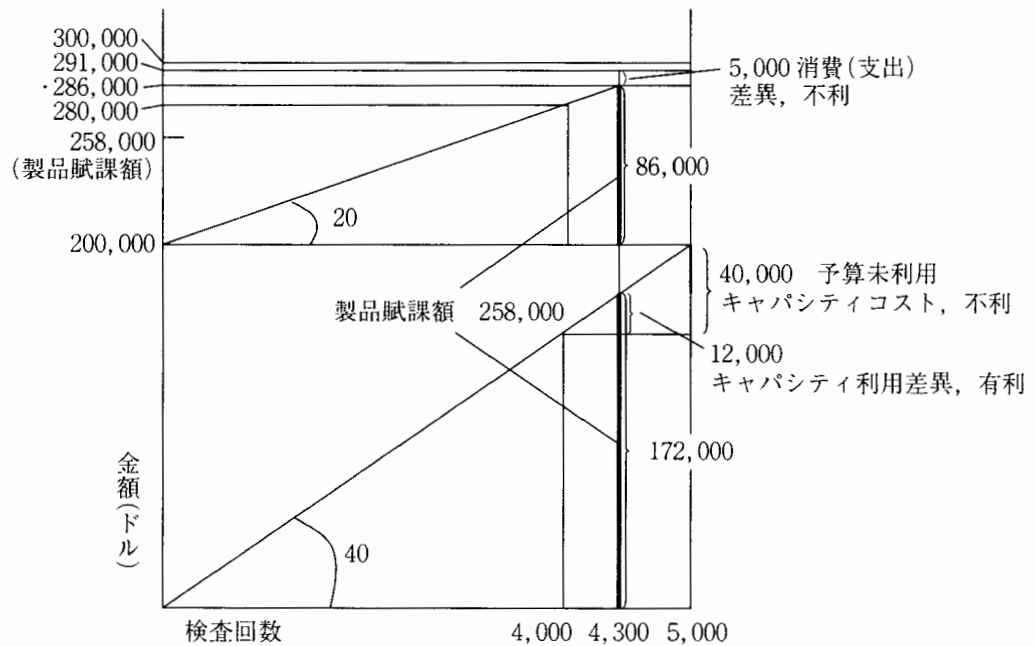 300,000
291,000
・286,000
280,000
258,000
(製品賦課額)
200,000
5,000 消費(支出)
差異, 不利
86,000
20
40,000 予算未利用
キャパシティコスト, 不利
製品賦課額 258,000
12,000
キャパシティ利用差異, 有利
172,000
金額(ドル)
40
検査回数 4,000 4,300 5,000